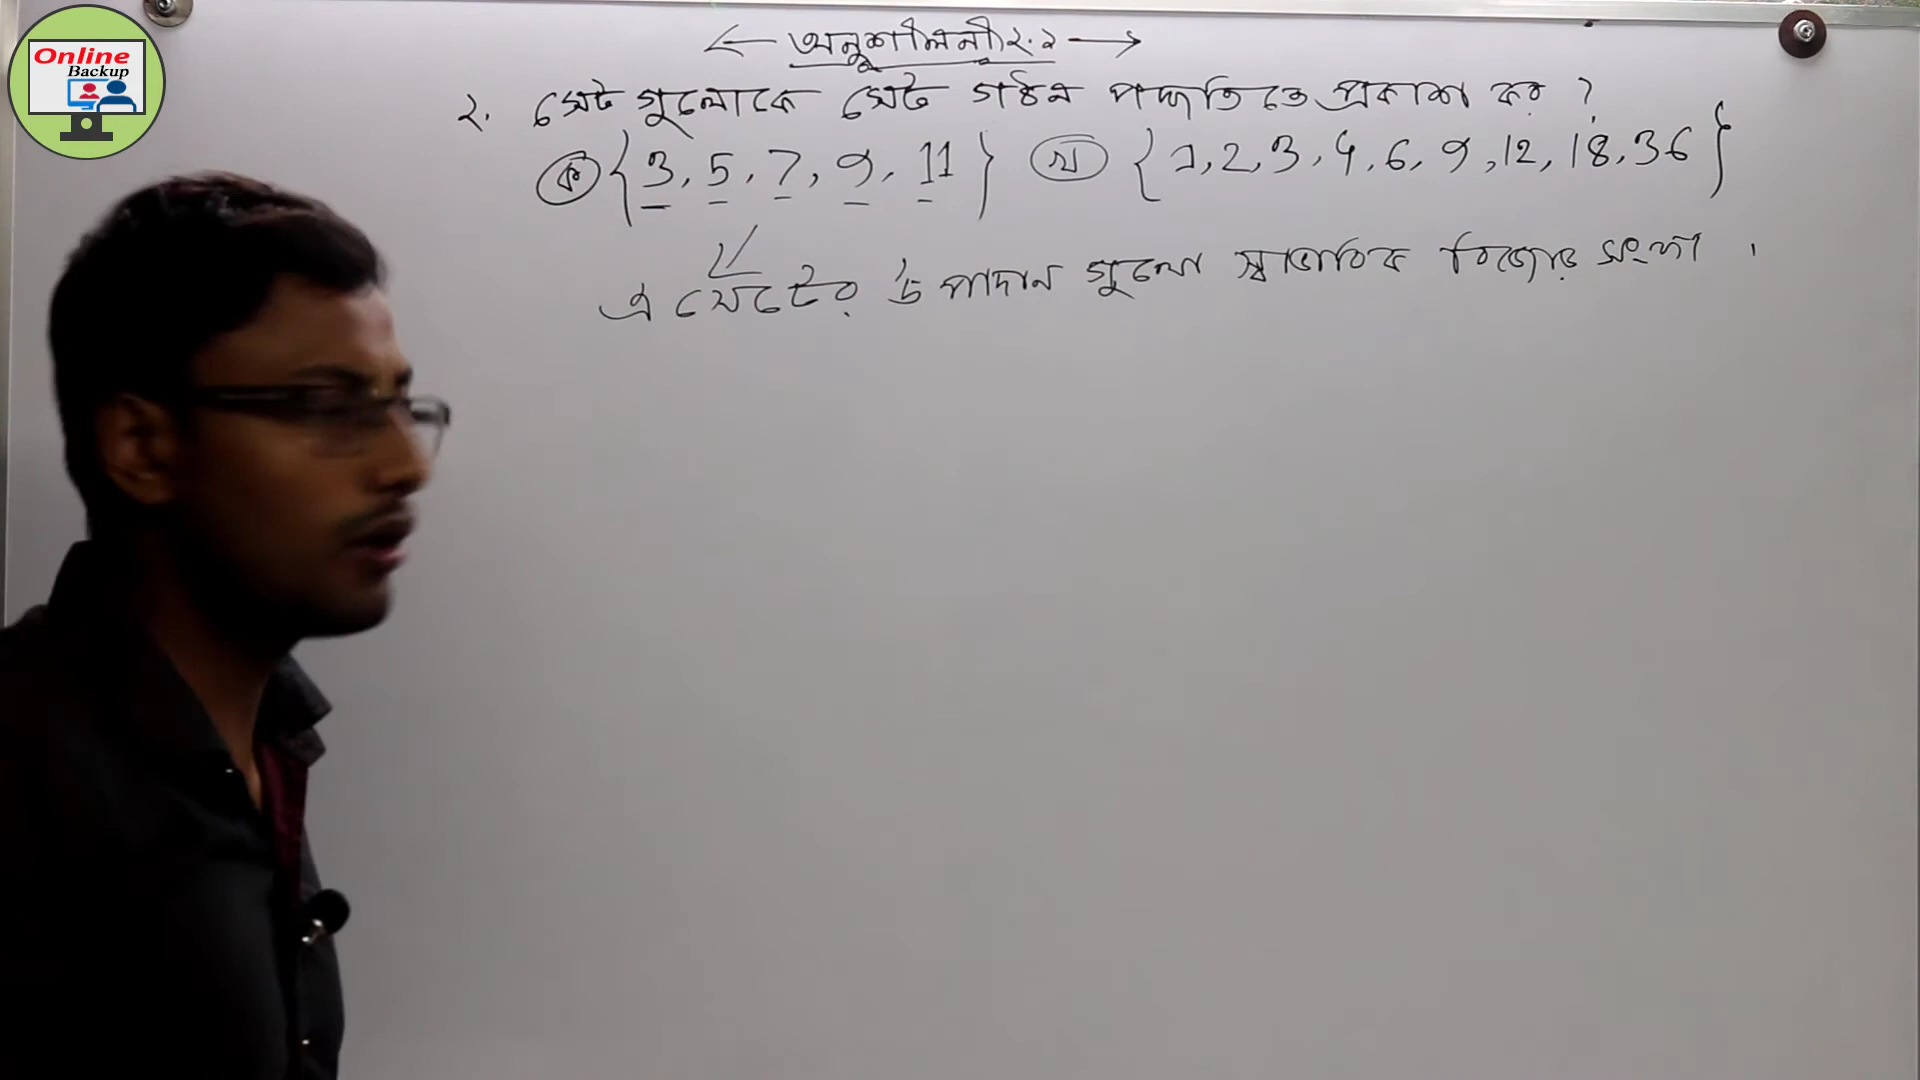 Online
Backup
অনুশীলনী ২.১
২. সেট গুলোকে সেট গঠন পদ্ধতিতে প্রকাশ কর ?
ক {3, 5, 7, 9, 11} খ {1, 2, 3, 4, 6, 9, 12, 18, 36}
এ সেটের উপাদান গুলো স্বাভাবিক বিজোড় সংখ্যা ।